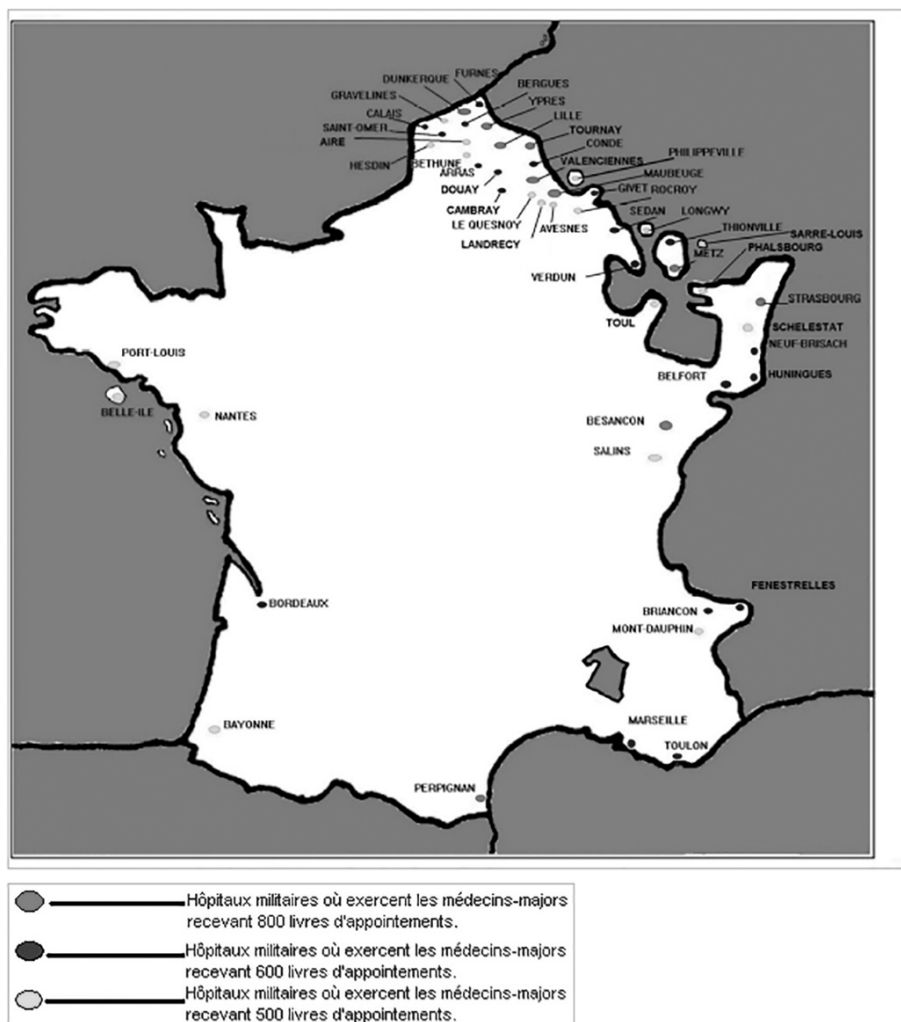 FURNES
DUNKERQUE
BERGUES
GRAVELINES
YPRES
CALAIS
LILLE
SAINT-OMER
TOURNAY
AIRE
CONDE
PHILIPPEVILLE
HESDIN
BETHUNE
VALENCIENNES
ARRAS
MAUBEUGE
DOUAY
GIVET
ROCROY
CAMBRAY
SEDAN
LONGWY
LE QUESNOY
AVESNES
THIONVILLE
LANDRECY
SARRE-LOUIS
METZ
PHALSBOURG
VERDUN
STRASBOURG
TOUL
SCHELESTAT
NEUF-BRISACH
PORT-LOUIS
BELFORT
HUNINGUES
BELLE-ILE
NANTES
BESANCON
SALINS
FENESTRELLES
BORDEAUX
BRIANCON
MONT-DAUPHIN
MARSEILLE
BAYONNE
TOULON
PERPIGNAN
Hôpitaux militaires où exercent les médecins-majors
recevant 800 livres d'appointements.
Hôpitaux militaires où exercent les médecins-majors
recevant 600 livres d'appointements.
Hôpitaux militaires où exercent les médecins-majors
recevant 500 livres d'appointements.